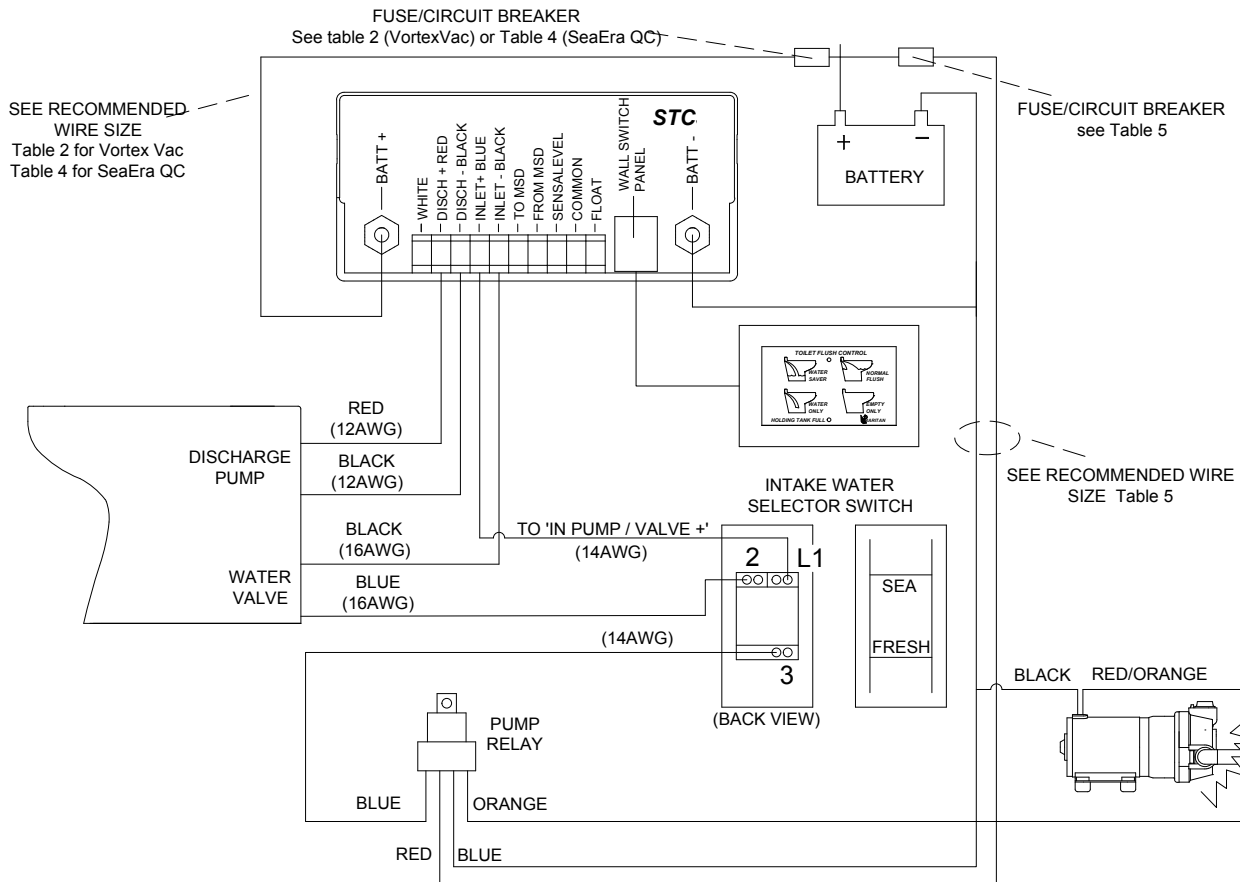 FUSE/CIRCUIT BREAKER
See table 2 (VortexVac) or Table 4 (SeaEra QC)
SEE RECOMMENDED
WIRE SIZE
Table 2 for Vortex Vac
Table 4 for SeaEra QC
FUSE/CIRCUIT BREAKER
see Table 5
+
−
BATTERY
STC
BATT +
WHITE
DISCH + RED
DISCH - BLACK
INLET+ BLUE
INLET - BLACK
TO MSD
FROM MSD
SENSALEVEL
COMMON
FLOAT
WALL SWITCH
PANEL
BATT -
TOILET FLUSH CONTROL
WATER
SAVER
NORMAL
FLUSH
WATER
ONLY
EMPTY
ONLY
HOLDING TANK FULL
RARITAN
RED
(12AWG)
DISCHARGE
PUMP
BLACK
(12AWG)
BLACK
(16AWG)
WATER
VALVE
BLUE
(16AWG)
SEE RECOMMENDED WIRE
SIZE Table 5
INTAKE WATER
SELECTOR SWITCH
TO 'IN PUMP / VALVE +'
(14AWG)
2
L1
3
(BACK VIEW)
SEA
FRESH
(14AWG)
PUMP
RELAY
BLUE
ORANGE
RED
BLUE
BLACK
RED/ORANGE